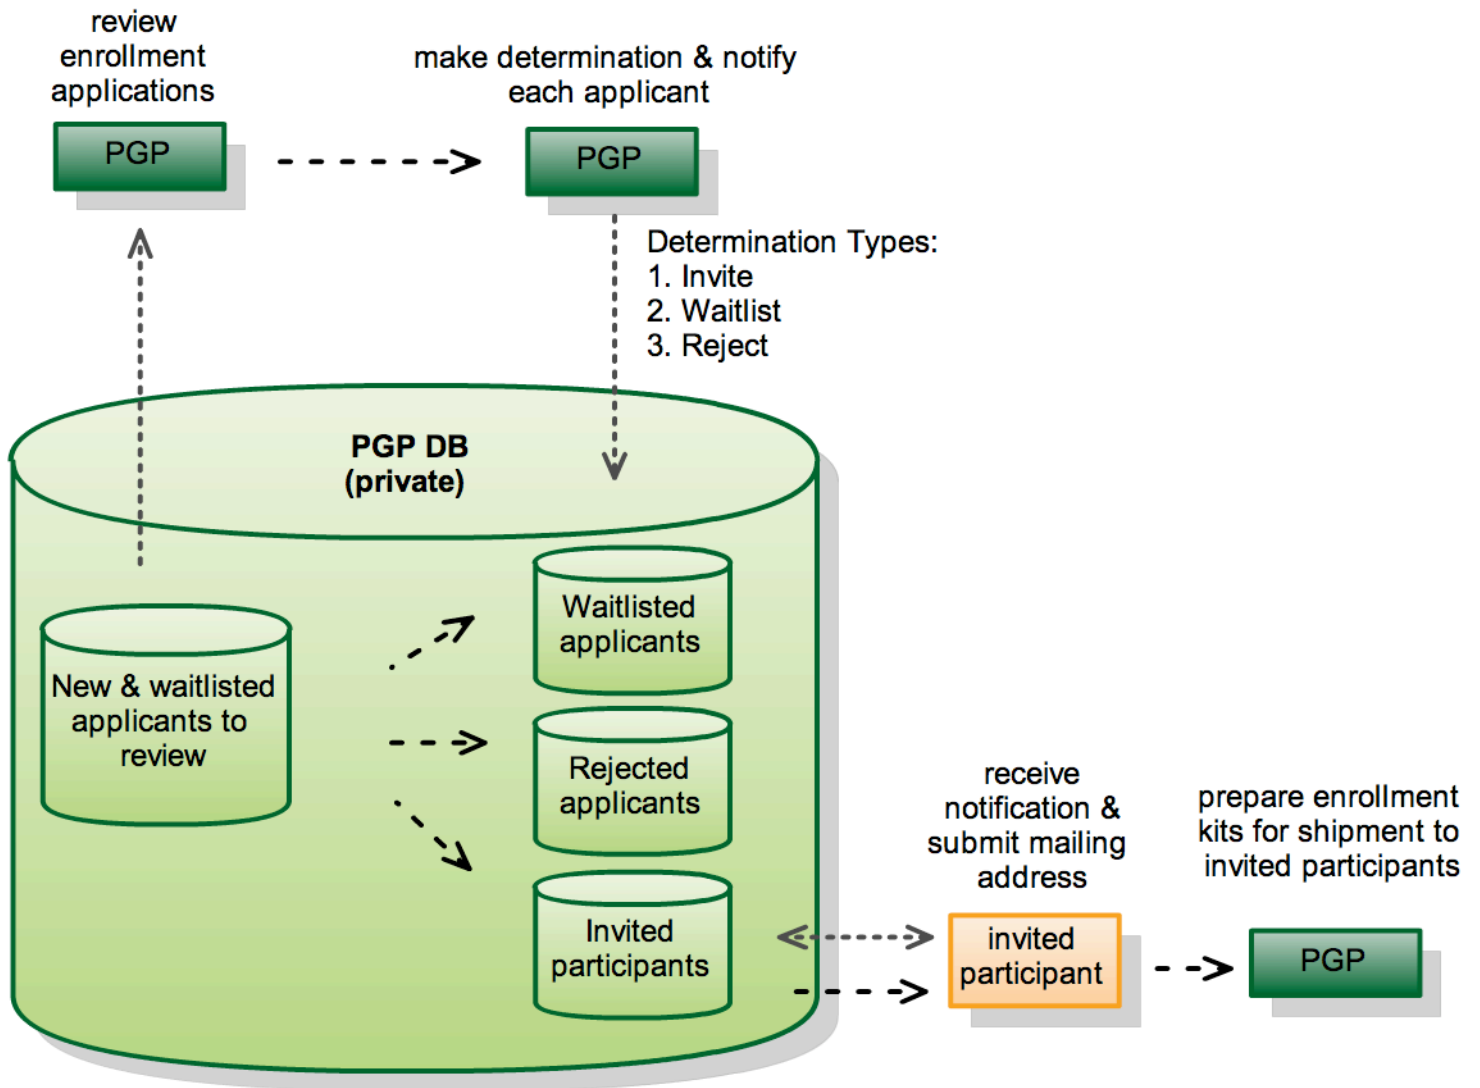 review
enrollment
applications
PGP
make determination & notify
each applicant
PGP
Determination Types:
1. Invite
2. Waitlist
3. Reject
PGP DB
(private)
New & waitlisted
applicants to
review
Waitlisted
applicants
Rejected
applicants
Invited
participants
receive
notification &
submit mailing
address
invited
participant
prepare enrollment
kits for shipment to
invited participants
PGP